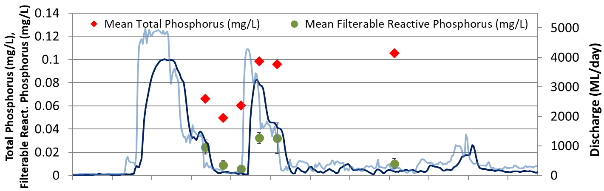 0.14
0.12
0.1
0.08
0.06
0.04
0.02
0
Total Phosphorus (mg/L),
Filterable React. Phosphorus (mg/L)
Mean Total Phosphorus (mg/L)
Mean Filterable Reactive Phosphorus (mg/L)
5000
4000
3000
2000
1000
0
Discharge (ML/day)